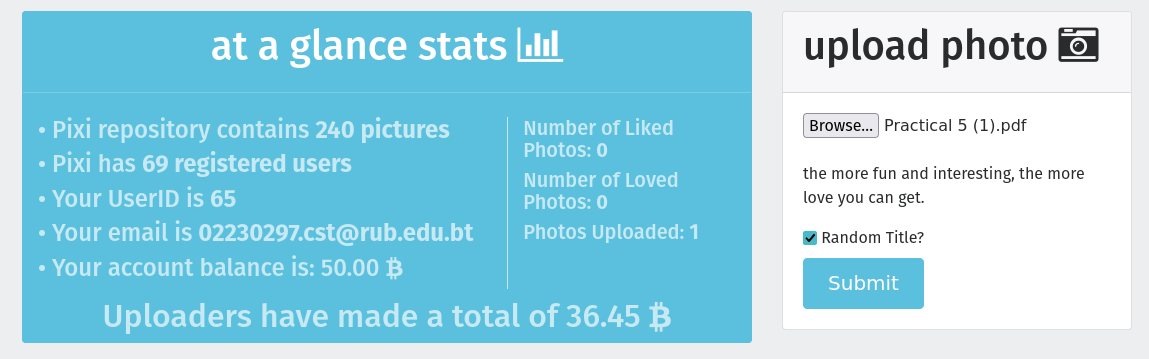 at a glance stats
• Pixi repository contains 240 pictures
• Pixi has 69 registered users
• Your UserID is 65
• Your email is 02230297.cst@rub.edu.bt
• Your account balance is: 50.00 ₿
Number of Liked
Photos: 0
Number of Loved
Photos: 0
Photos Uploaded: 1
Uploaders have made a total of 36.45 ₿
upload photo
Browse... Practical 5 (1).pdf
the more fun and interesting, the more
love you can get.
Random Title?
Submit